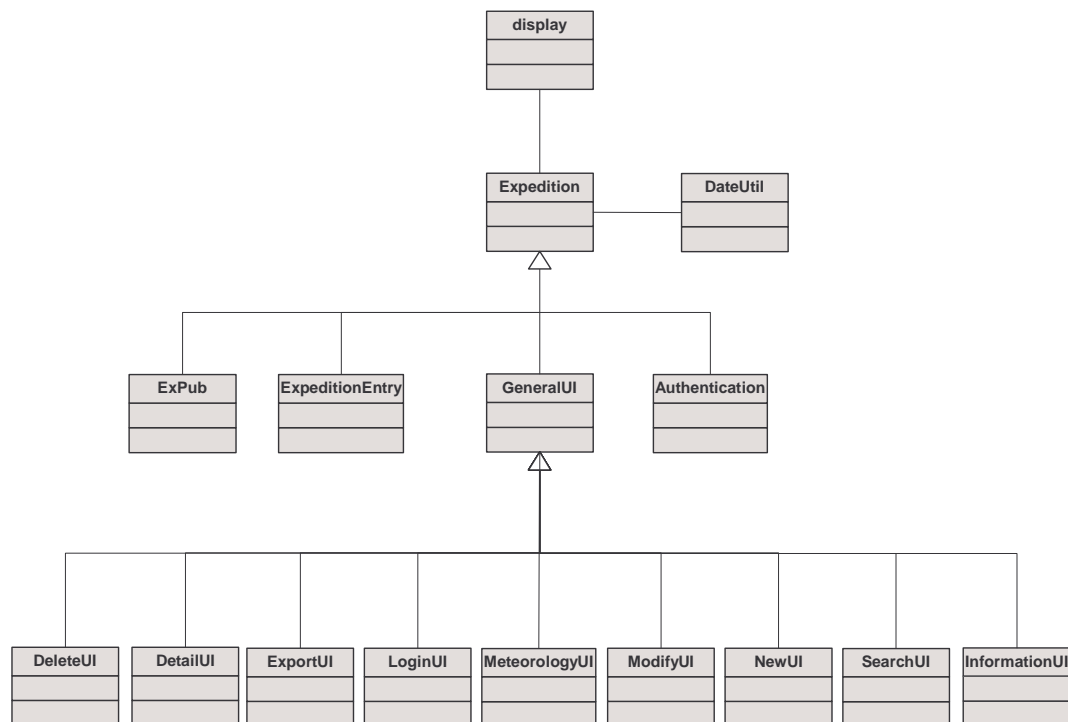 display
Expedition
DateUtil
ExPub
ExpeditionEntry
GeneralUI
Authentication
DeleteUI
DetailUI
ExportUI
LoginUI
MeteorologyUI
ModifyUI
NewUI
SearchUI
InformationUI